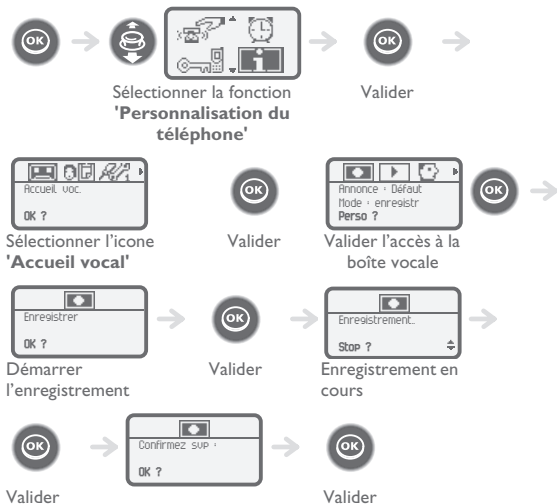 OK
OK
Sélectionner la fonction
'Personnalisation du
téléphone'
Valider
Accueil voc.
OK ?
Sélectionner l'icone
'Accueil vocal'
OK
Valider
Annonce : Défaut
Mode : enregistr
Perso ?
Valider l'accès à la
boîte vocale
OK
Enregistrer
OK ?
Démarrer
l'enregistrement
OK
Valider
Enregistrement..
Stop ?
Enregistrement en
cours
OK
Valider
Confirmez svp :
OK ?
OK
Valider